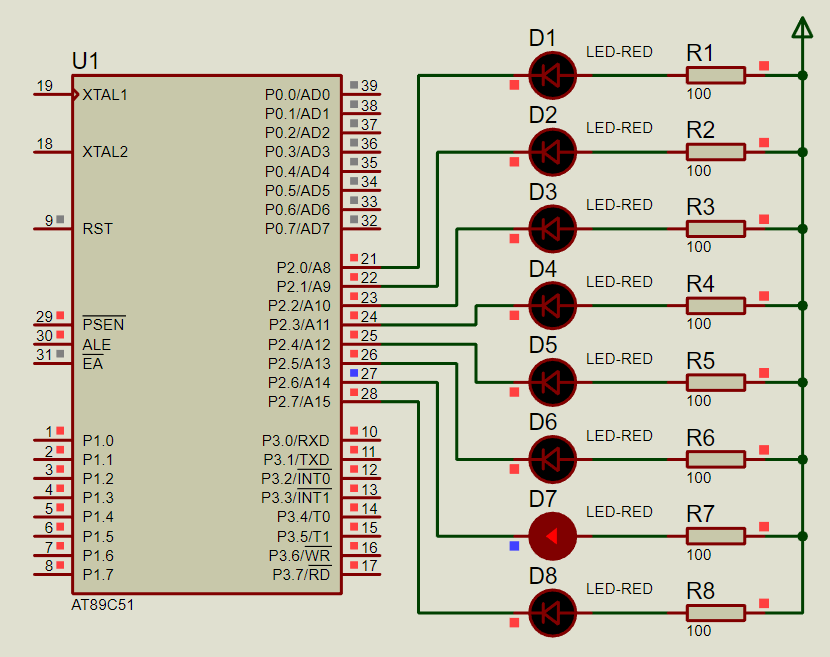 U1
19 XTAL1
18 XTAL2
9 RST
29 PSEN
30 ALE
31 EA
1 P1.0
2 P1.1
3 P1.2
4 P1.3
5 P1.4
6 P1.5
7 P1.6
8 P1.7
P0.0/AD0 39
P0.1/AD1 38
P0.2/AD2 37
P0.3/AD3 36
P0.4/AD4 35
P0.5/AD5 34
P0.6/AD6 33
P0.7/AD7 32
P2.0/A8 21
P2.1/A9 22
P2.2/A10 23
P2.3/A11 24
P2.4/A12 25
P2.5/A13 26
P2.6/A14 27
P2.7/A15 28
P3.0/RXD 10
P3.1/TXD 11
P3.2/INT0 12
P3.3/INT1 13
P3.4/T0 14
P3.5/T1 15
P3.6/WR 16
P3.7/RD 17
AT89C51
D1 LED-RED R1
100
D2 LED-RED R2
100
D3 LED-RED R3
100
D4 LED-RED R4
100
D5 LED-RED R5
100
D6 LED-RED R6
100
D7 LED-RED R7
100
D8 LED-RED R8
100